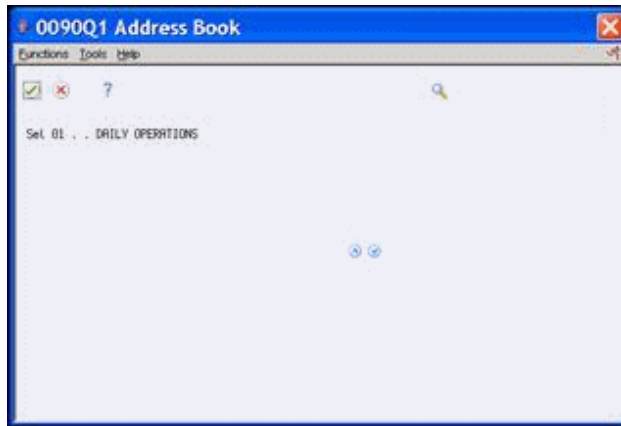 0090Q1 Address Book
Functions Tools Help
?
Sel 01 . . DAILY OPERATIONS